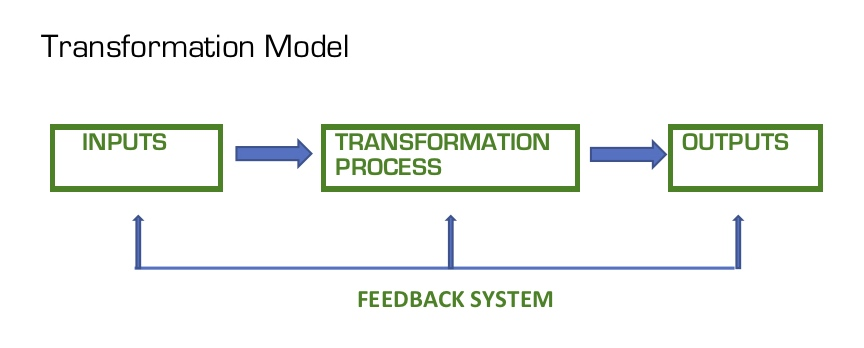 Transformation Model
INPUTS
TRANSFORMATION
PROCESS
OUTPUTS
FEEDBACK SYSTEM